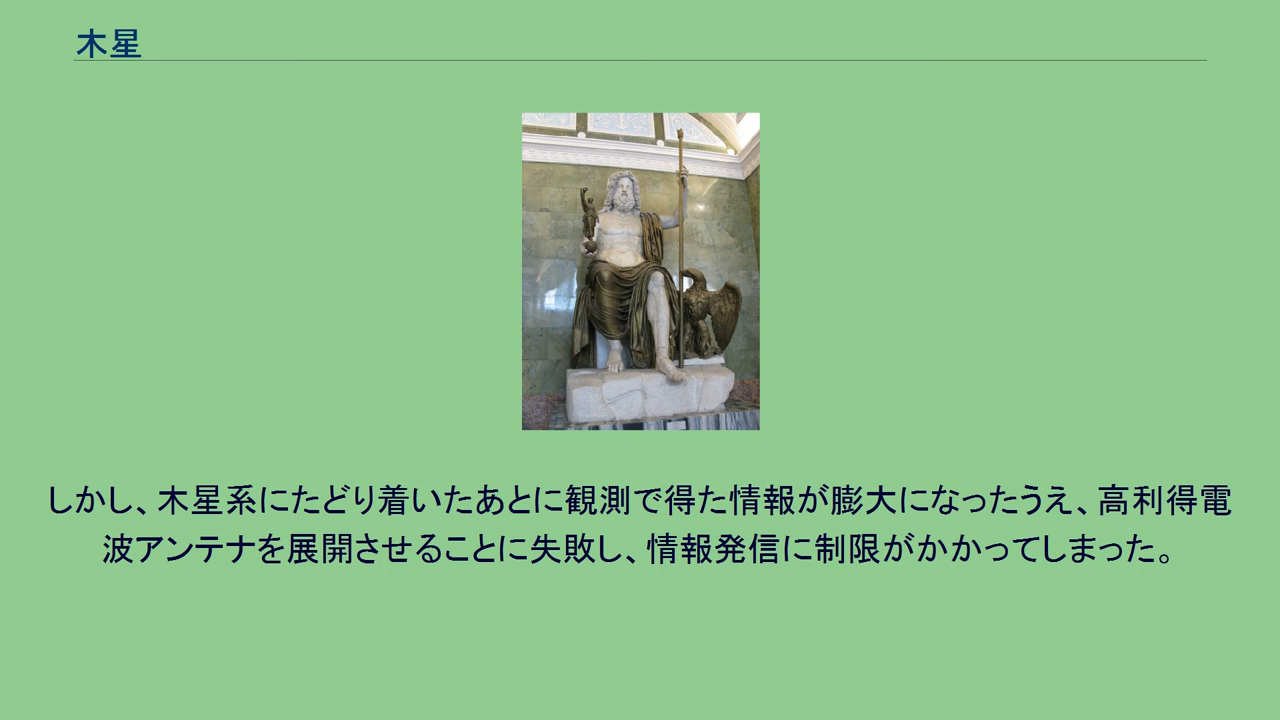 木星
しかし、木星系にたどり着いたあとに観測で得た情報が膨大になったうえ、高利得電
波アンテナを展開させることに失敗し、情報発信に制限がかかってしまった。